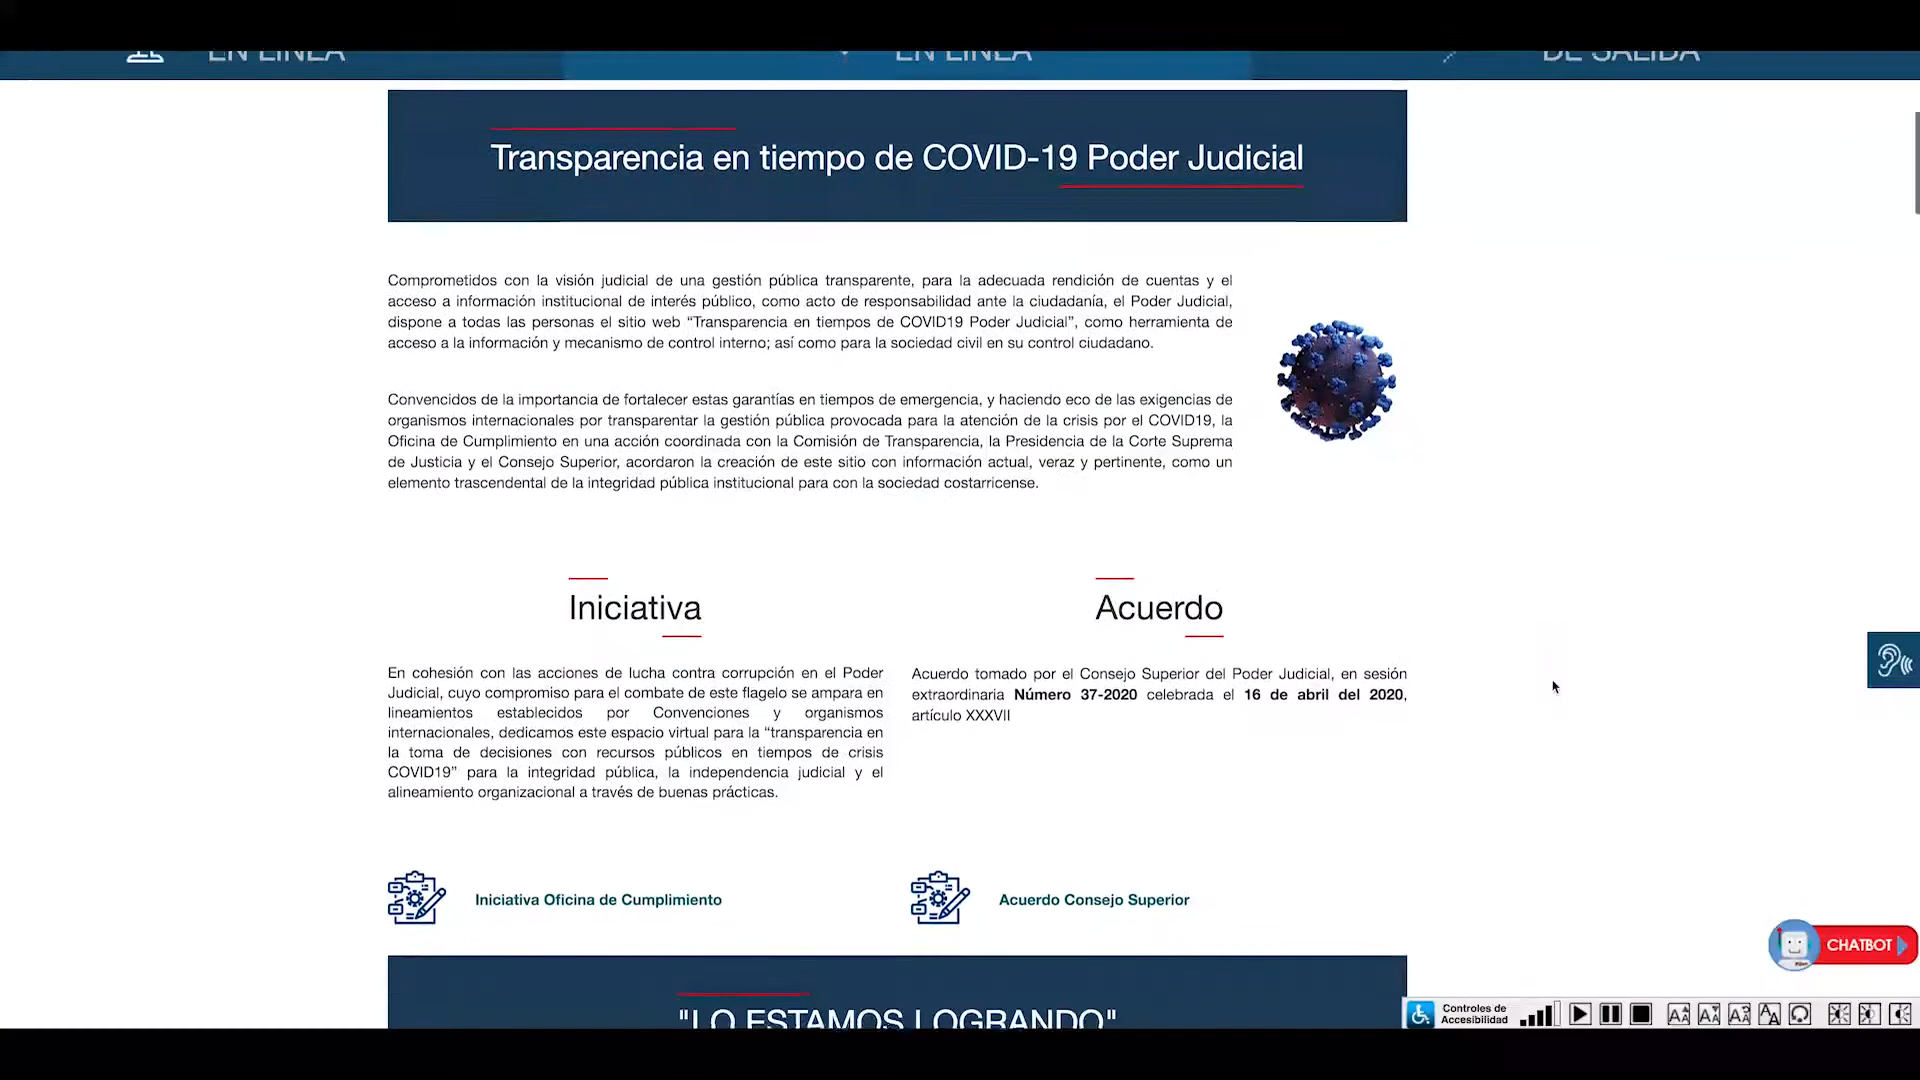 EN LÍNEA
EN LÍNEA
DE SALIDA
Transparencia en tiempo de COVID-19 Poder Judicial
Comprometidos con la visión judicial de una gestión pública transparente, para la adecuada rendición de cuentas y el
acceso a información institucional de interés público, como acto de responsabilidad ante la ciudadanía, el Poder Judicial,
dispone a todas las personas el sitio web “Transparencia en tiempos de COVID19 Poder Judicial”, como herramienta de
acceso a la información y mecanismo de control interno; así como para la sociedad civil en su control ciudadano.
Convencidos de la importancia de fortalecer estas garantías en tiempos de emergencia, y haciendo eco de las exigencias de
organismos internacionales por transparentar la gestión pública provocada para la atención de la crisis por el COVID19, la
Oficina de Cumplimiento en una acción coordinada con la Comisión de Transparencia, la Presidencia de la Corte Suprema
de Justicia y el Consejo Superior, acordaron la creación de este sitio con información actual, veraz y pertinente, como un
elemento trascendental de la integridad pública institucional para con la sociedad costarricense.
Iniciativa
En cohesión con las acciones de lucha contra corrupción en el Poder
Judicial, cuyo compromiso para el combate de este flagelo se ampara en
lineamientos establecidos por Convenciones y organismos
internacionales, dedicamos este espacio virtual para la “transparencia en
la toma de decisiones con recursos públicos en tiempos de crisis
COVID19” para la integridad pública, la independencia judicial y el
alineamiento organizacional a través de buenas prácticas.
Acuerdo
Acuerdo tomado por el Consejo Superior del Poder Judicial, en sesión
extraordinaria Número 37-2020 celebrada el 16 de abril del 2020,
artículo XXXVII
Iniciativa Oficina de Cumplimiento
Acuerdo Consejo Superior
CHATBOT
"LO ESTAMOS LOGRANDO"
Controles de
Accesibilidad